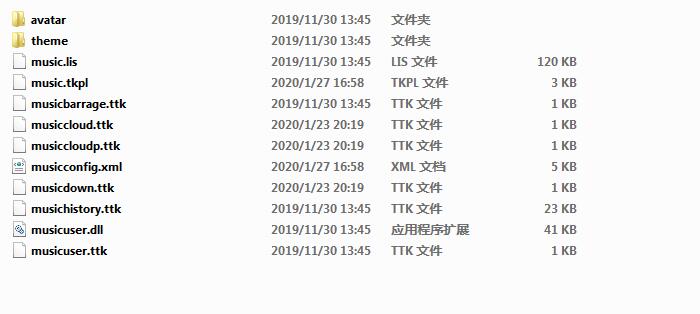 avatar 2019/11/30 13:45 文件夹
theme 2019/11/30 13:45 文件夹
music.lis 2019/11/30 13:45 LIS 文件 120 KB
music.tkpl 2020/1/27 16:58 TKPL 文件 3 KB
musicbarrage.ttk 2019/11/30 13:45 TTK 文件 1 KB
musiccloud.ttk 2020/1/23 20:19 TTK 文件 1 KB
musiccloudp.ttk 2020/1/23 20:19 TTK 文件 1 KB
musicconfig.xml 2020/1/27 16:58 XML 文档 5 KB
musicdown.ttk 2020/1/23 20:19 TTK 文件 1 KB
musichistory.ttk 2019/11/30 13:45 TTK 文件 23 KB
musicuser.dll 2019/11/30 13:45 应用程序扩展 41 KB
musicuser.ttk 2019/11/30 13:45 TTK 文件 1 KB